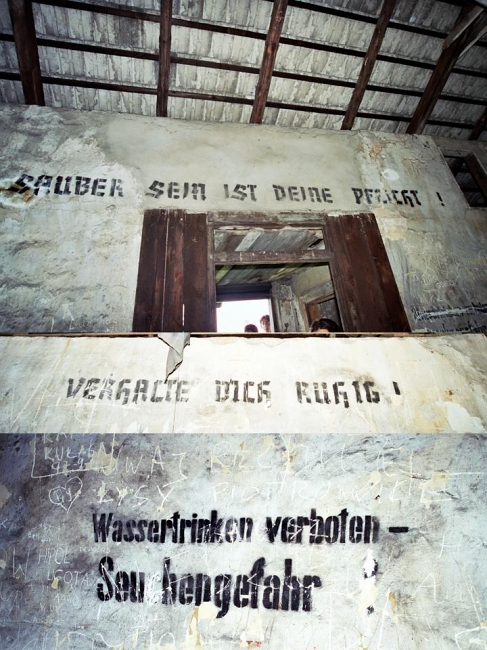 SAUBER SEIN IST DEINE PFLICHT !
VERHALTE DICH RUHIG !
Wassertrinken verboten –
Seuchengefahr !